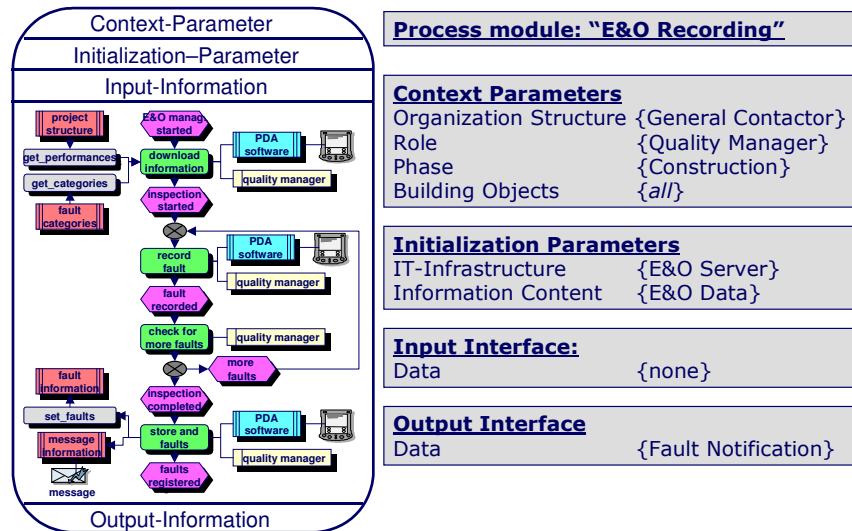 Context-Parameter
Initialization–Parameter
Input-Information
project
structure
E&O manag
started
get_performances
download
information
PDA
software
quality manager
get_categories
inspection
started
fault
categories
record
fault
PDA
software
quality manager
fault
recorded
check for
more faults
quality manager
more
faults
fault
information
inspection
completed
set_faults
store and
faults
PDA
software
quality manager
message
information
message
faults
registered
Output-Information
Process module: “E&O Recording”
Context Parameters
Organization Structure {General Contactor}
Role {Quality Manager}
Phase {Construction}
Building Objects {all}
Initialization Parameters
IT-Infrastructure {E&O Server}
Information Content {E&O Data}
Input Interface:
Data {none}
Output Interface
Data {Fault Notification}